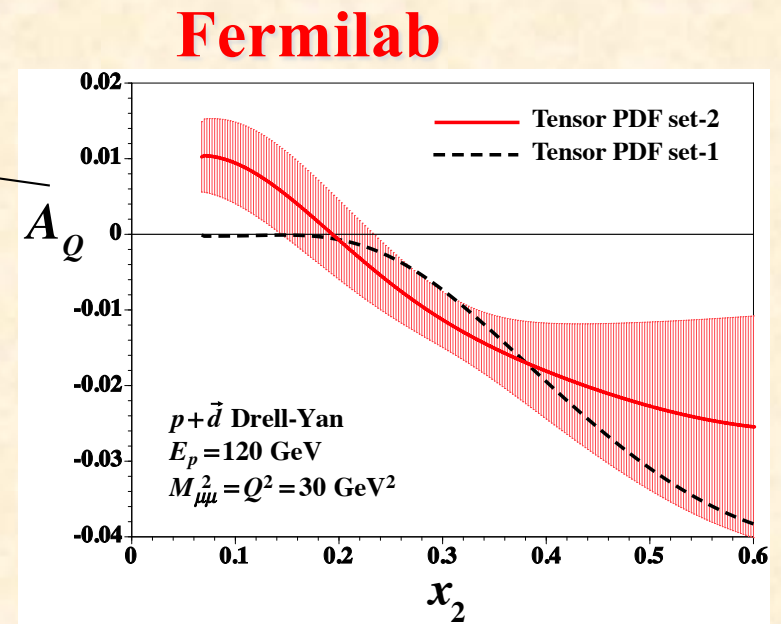 Fermilab
0.02
0.01
0
-0.01
-0.02
-0.03
-0.04
A_Q
Tensor PDF set-2
Tensor PDF set-1
p + d⃗ Drell-Yan
E_p = 120 GeV
M_μμ² = Q² = 30 GeV²
0 0.1 0.2 0.3 0.4 0.5 0.6
x₂